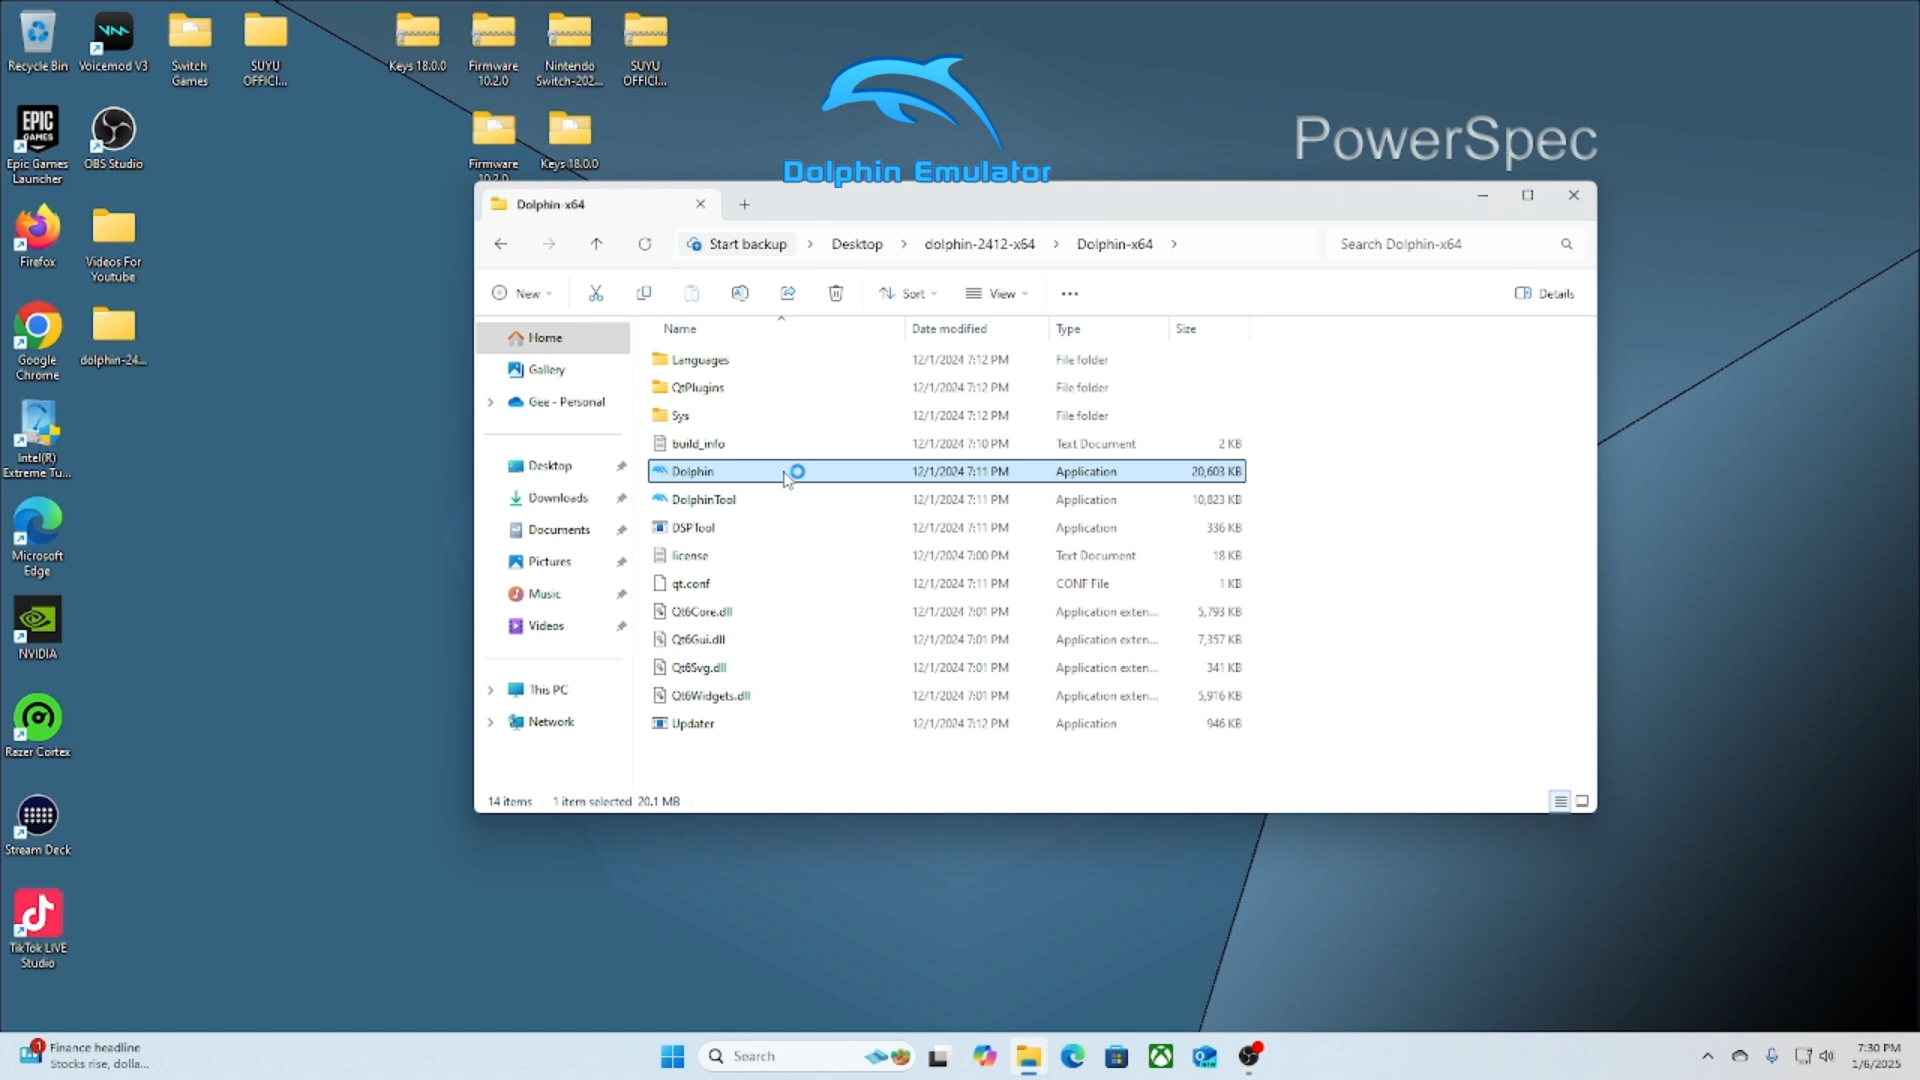 Recycle Bin
Voicemod V3
Switch
Games
SUYU
OFFICI...
Keys 18.0.0
Firmware
10.2.0
Nintendo
Switch-202...
SUYU
OFFICI...
EPIC
GAMES
Epic Games
Launcher
OBS Studio
Firmware
10.2.0
Keys 18.0.0
Dolphin Emulator
PowerSpec
Firefox
Videos For
Youtube
Google
Chrome
dolphin-24...
Intel(R)
Extreme Tu...
Microsoft
Edge
NVIDIA
Razer Cortex
Stream Deck
TikTok LIVE
Studio
Dolphin-x64
Start backup
Desktop
dolphin-2412-x64
Dolphin-x64
Search Dolphin-x64
New
Sort
View
Details
Home
Gallery
Gee - Personal
Desktop
Downloads
Documents
Pictures
Music
Videos
This PC
Network
Name Date modified Type Size
Languages 12/1/2024 7:12 PM File folder
QtPlugins 12/1/2024 7:12 PM File folder
Sys 12/1/2024 7:12 PM File folder
build_info 12/1/2024 7:10 PM Text Document 2 KB
Dolphin 12/1/2024 7:11 PM Application 20,603 KB
DolphinTool 12/1/2024 7:11 PM Application 10,823 KB
DSPTool 12/1/2024 7:11 PM Application 336 KB
license 12/1/2024 7:00 PM Text Document 18 KB
qt.conf 12/1/2024 7:11 PM CONF File 1 KB
Qt6Core.dll 12/1/2024 7:01 PM Application exten... 5,793 KB
Qt6Gui.dll 12/1/2024 7:01 PM Application exten... 7,357 KB
Qt6Svg.dll 12/1/2024 7:01 PM Application exten... 341 KB
Qt6Widgets.dll 12/1/2024 7:01 PM Application exten... 5,916 KB
Updater 12/1/2024 7:12 PM Application 946 KB
14 items 1 item selected 20.1 MB
1
Finance headline
Stocks rise, dolla...
Search
7:30 PM
1/6/2025